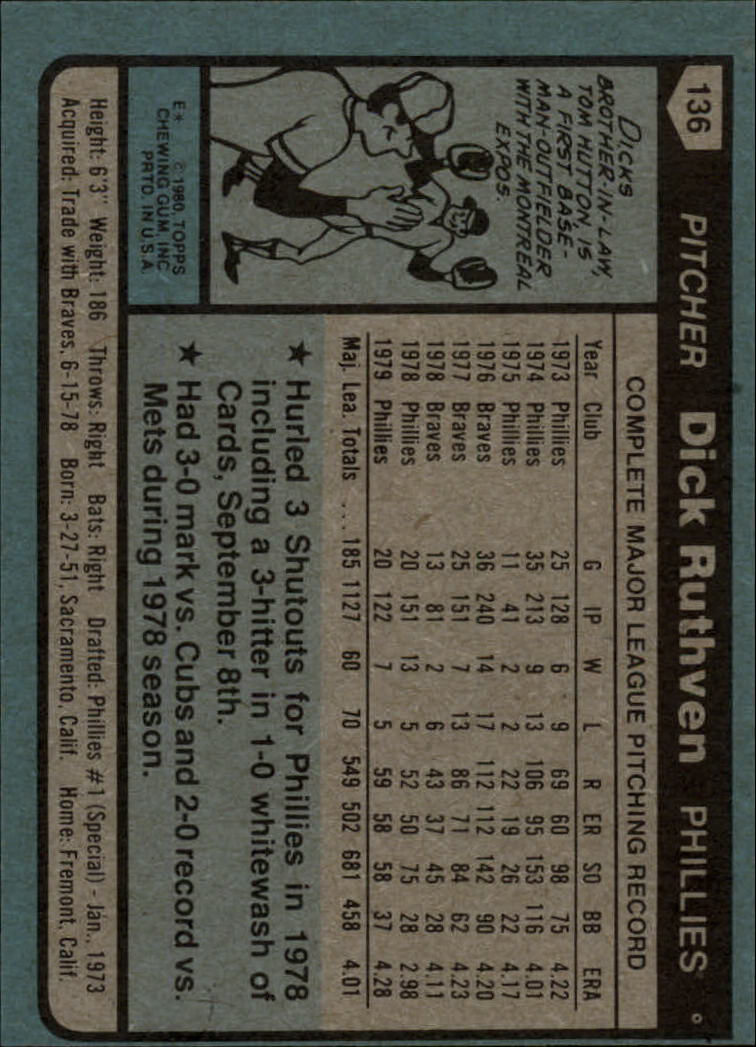 136 PITCHER Dick Ruthven PHILLIES
DICKS
BROTHER-IN-LAW,
TOM HUTTON, IS
A FIRST BASE-
MAN-OUTFIELDER
WITH THE MONTREAL
EXPOS.
E* © 1980 TOPPS
CHEWING GUM, INC.
PRTD. IN U.S.A.
COMPLETE MAJOR LEAGUE PITCHING RECORD
Year Club G IP W L R ER SO BB ERA
1973 Phillies 25 128 6 9 69 60 98 75 4.22
1974 Phillies 35 213 9 13 106 95 153 116 4.01
1975 Phillies 11 41 2 2 22 19 26 22 4.17
1976 Braves 36 240 14 17 112 112 142 90 4.20
1977 Braves 25 151 7 13 86 71 84 62 4.23
1978 Braves 13 81 2 6 43 37 45 28 4.11
1978 Phillies 20 151 13 5 52 50 75 28 2.98
1979 Phillies 20 122 7 5 59 58 58 37 4.28
Maj. Lea. Totals ... 185 1127 60 70 549 502 681 458 4.01
★ Hurled 3 Shutouts for Phillies in 1978
including a 3-hitter in 1-0 whitewash of
Cards, September 8th.
★ Had 3-0 mark vs. Cubs and 2-0 record vs.
Mets during 1978 season.
Height: 6'3" Weight: 186 Throws: Right Bats: Right Drafted: Phillies #1 (Special) - Jan., 1973
Acquired: Trade with Braves, 6-15-78 Born: 3-27-51, Sacramento, Calif. Home: Fremont, Calif.